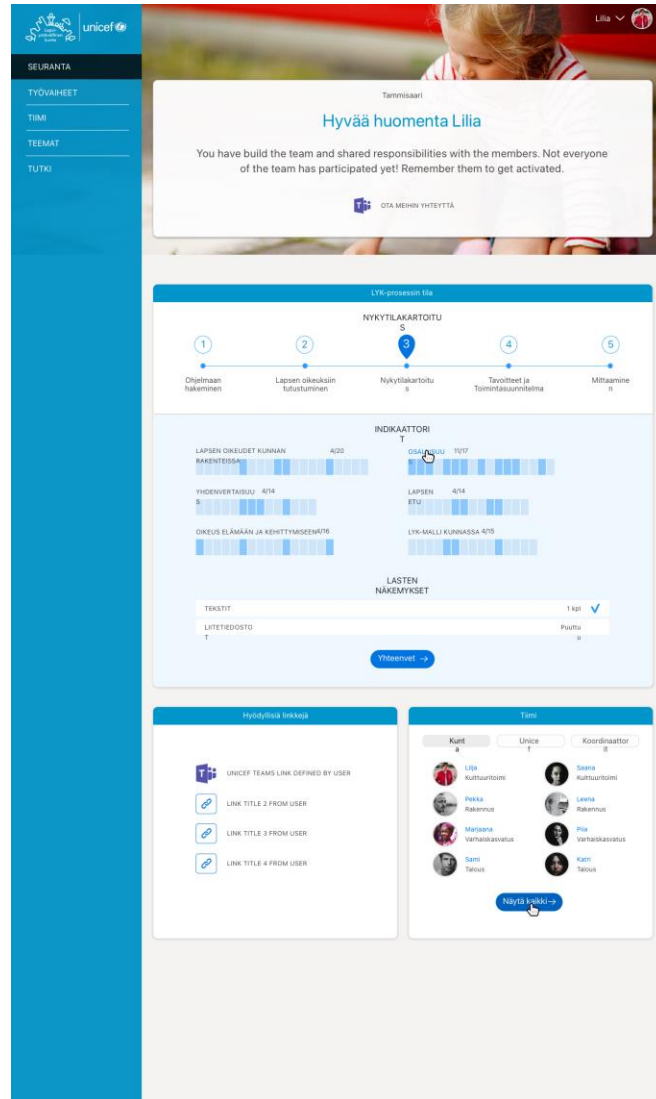 unicef
Lilia
SEURANTA
TYÖVAIHEET
TIIMI
TEEMAT
TUTKI
Tammisaari
Hyvää huomenta Lilia
You have build the team and shared responsibilities with the members. Not everyone
of the team has participated yet! Remember them to get activated.
OTA MEIHIN YHTEYTTÄ
LYK-prosessin tila
NYKYTILAKARTOITU
S
1
2
3
4
5
Ohjelmaan
hakeminen
Lapsen oikeuksiin
tutustuminen
Nykytilakartoitu
s
Tavoitteet ja
Toimintasuunnitelma
Mittaamine
n
INDIKAATTORI
T
LAPSEN OIKEUDET KUNNAN 4/20
RAKENTEISSA
OSALLISUU 11/17
S
YHDENVERTAISUU 4/14
S
LAPSEN 4/14
ETU
OIKEUS ELÄMÄÄN JA KEHITTYMISEEN 4/16
LYK-MALLI KUNNASSA 4/15
LASTEN
NÄKEMYKSET
TEKSTIT 1 kpl
LIITETIEDOSTO Puuttu
T u
Yhteenvet →
Hyödyllisiä linkkejä
UNICEF TEAMS LINK DEFINED BY USER
LINK TITLE 2 FROM USER
LINK TITLE 3 FROM USER
LINK TITLE 4 FROM USER
Tiimi
Kunt
a
Unice
f
Koordinaattor
it
Lilja
Kulttuuritoimi
Saana
Kulttuuritoimi
Pekka
Rakennus
Leena
Rakennus
Marjaana
Varhaiskasvatus
Piia
Varhaiskasvatus
Sami
Talous
Katri
Talous
Näytä kaikki →